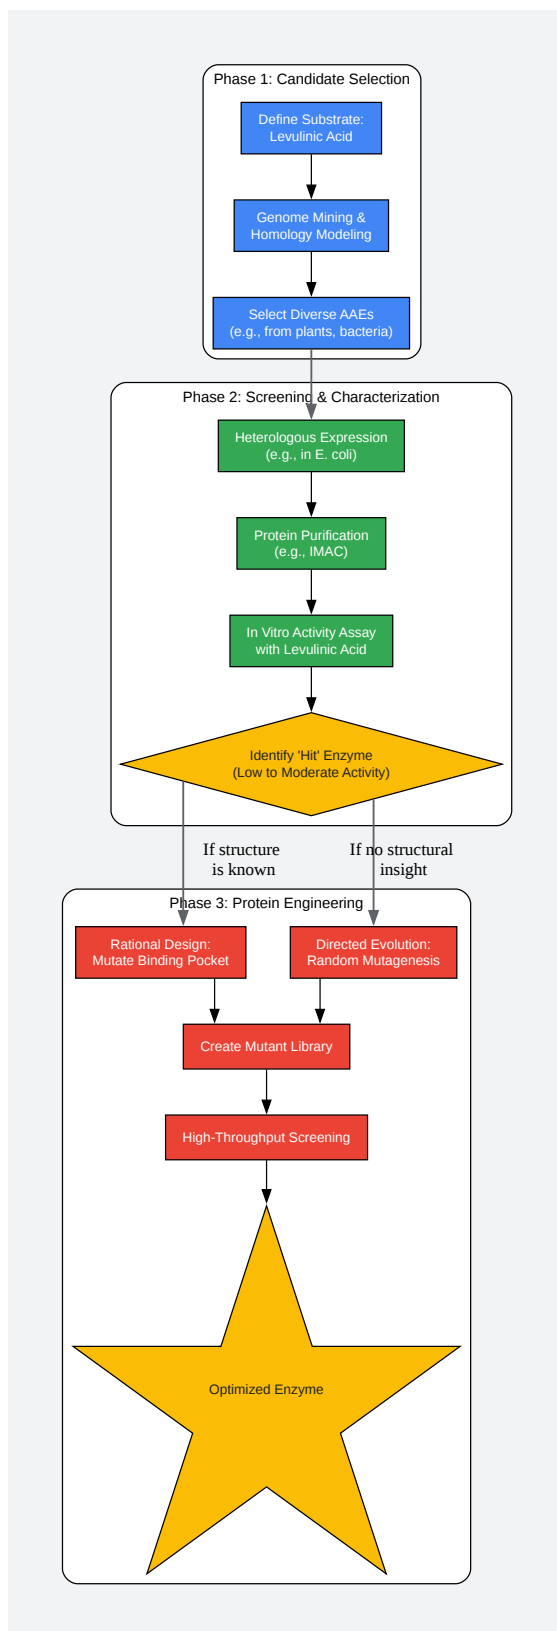 Phase 1: Candidate Selection
Define Substrate:
Levulinic Acid
Genome Mining &
Homology Modeling
Select Diverse AAEs
(e.g., from plants, bacteria)
Phase 2: Screening & Characterization
Heterologous Expression
(e.g., in E. coli)
Protein Purification
(e.g., IMAC)
In Vitro Activity Assay
with Levulinic Acid
Identify 'Hit' Enzyme
(Low to Moderate Activity)
If structure
is known
If no structural
insight
Phase 3: Protein Engineering
Rational Design:
Mutate Binding Pocket
Directed Evolution:
Random Mutagenesis
Create Mutant Library
High-Throughput Screening
Optimized Enzyme